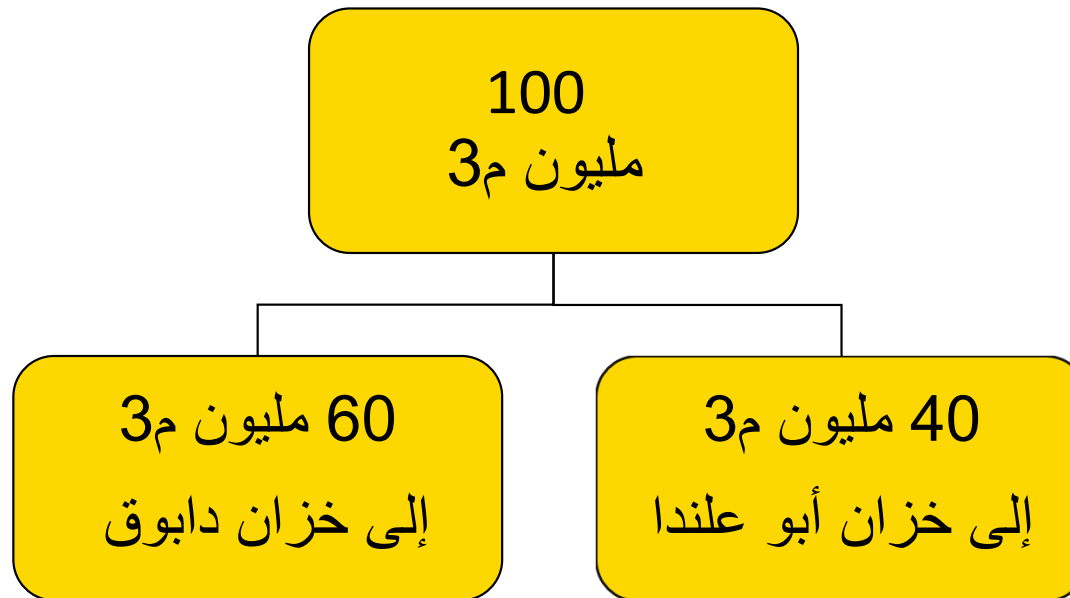 100
مليون م3
40 مليون م3
إلى خزان أبو علندا
60 مليون م3
إلى خزان دابوق